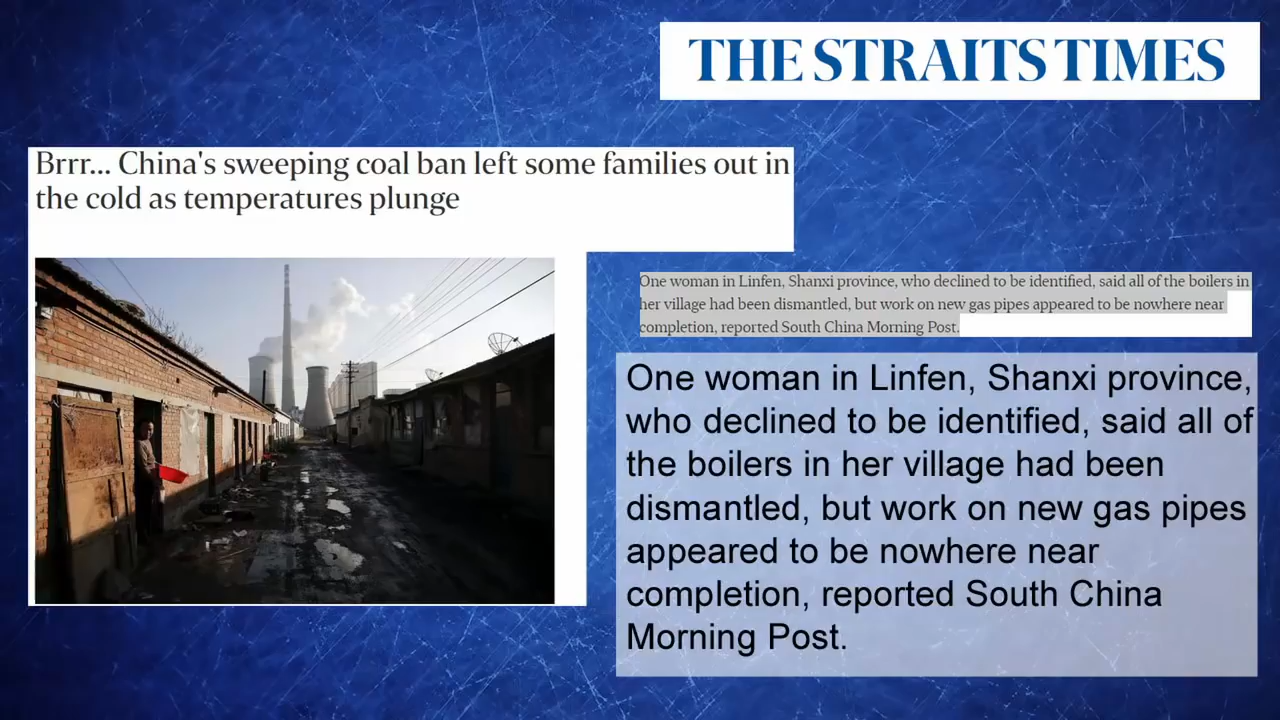 THE STRAITS TIMES
Brrr... China's sweeping coal ban left some families out in
the cold as temperatures plunge
One woman in Linfen, Shanxi province, who declined to be identified, said all of the boilers in
her village had been dismantled, but work on new gas pipes appeared to be nowhere near
completion, reported South China Morning Post.
One woman in Linfen, Shanxi province,
who declined to be identified, said all of
the boilers in her village had been
dismantled, but work on new gas pipes
appeared to be nowhere near
completion, reported South China
Morning Post.